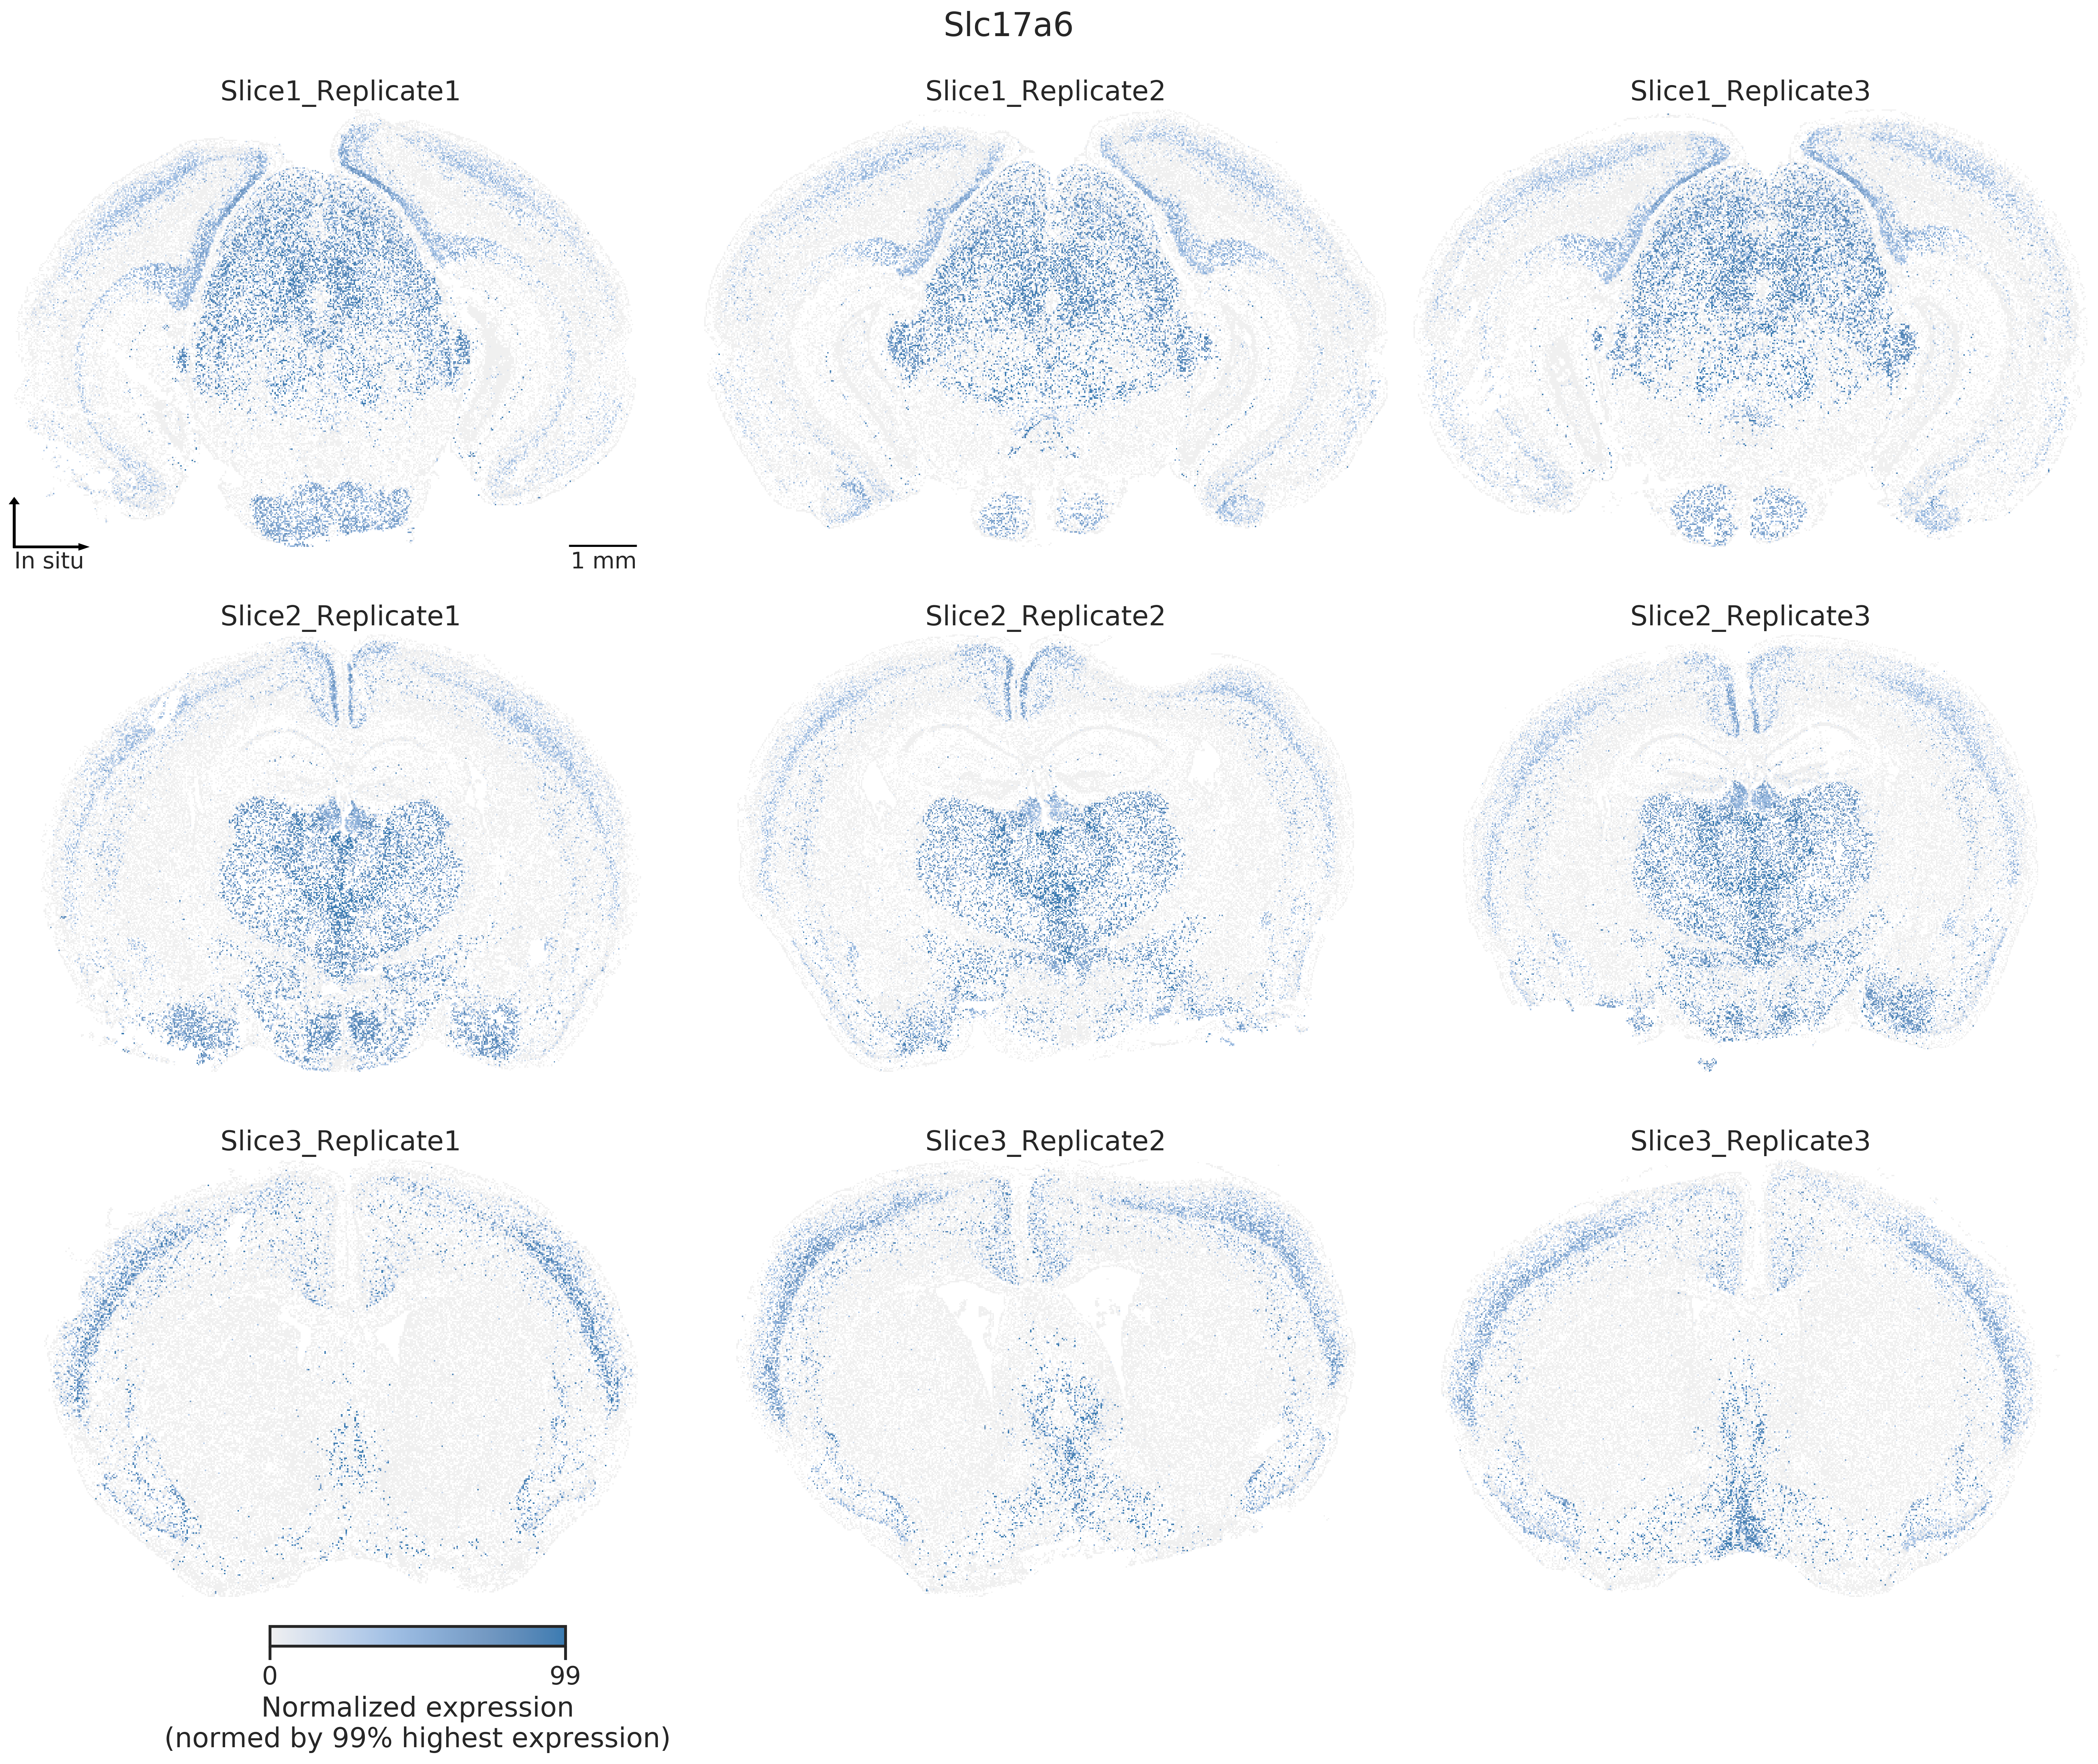 Slc17a6
Slice1_Replicate1
Slice1_Replicate2
Slice1_Replicate3
In situ
1 mm
Slice2_Replicate1
Slice2_Replicate2
Slice2_Replicate3
Slice3_Replicate1
Slice3_Replicate2
Slice3_Replicate3
0
99
Normalized expression
(normed by 99% highest expression)